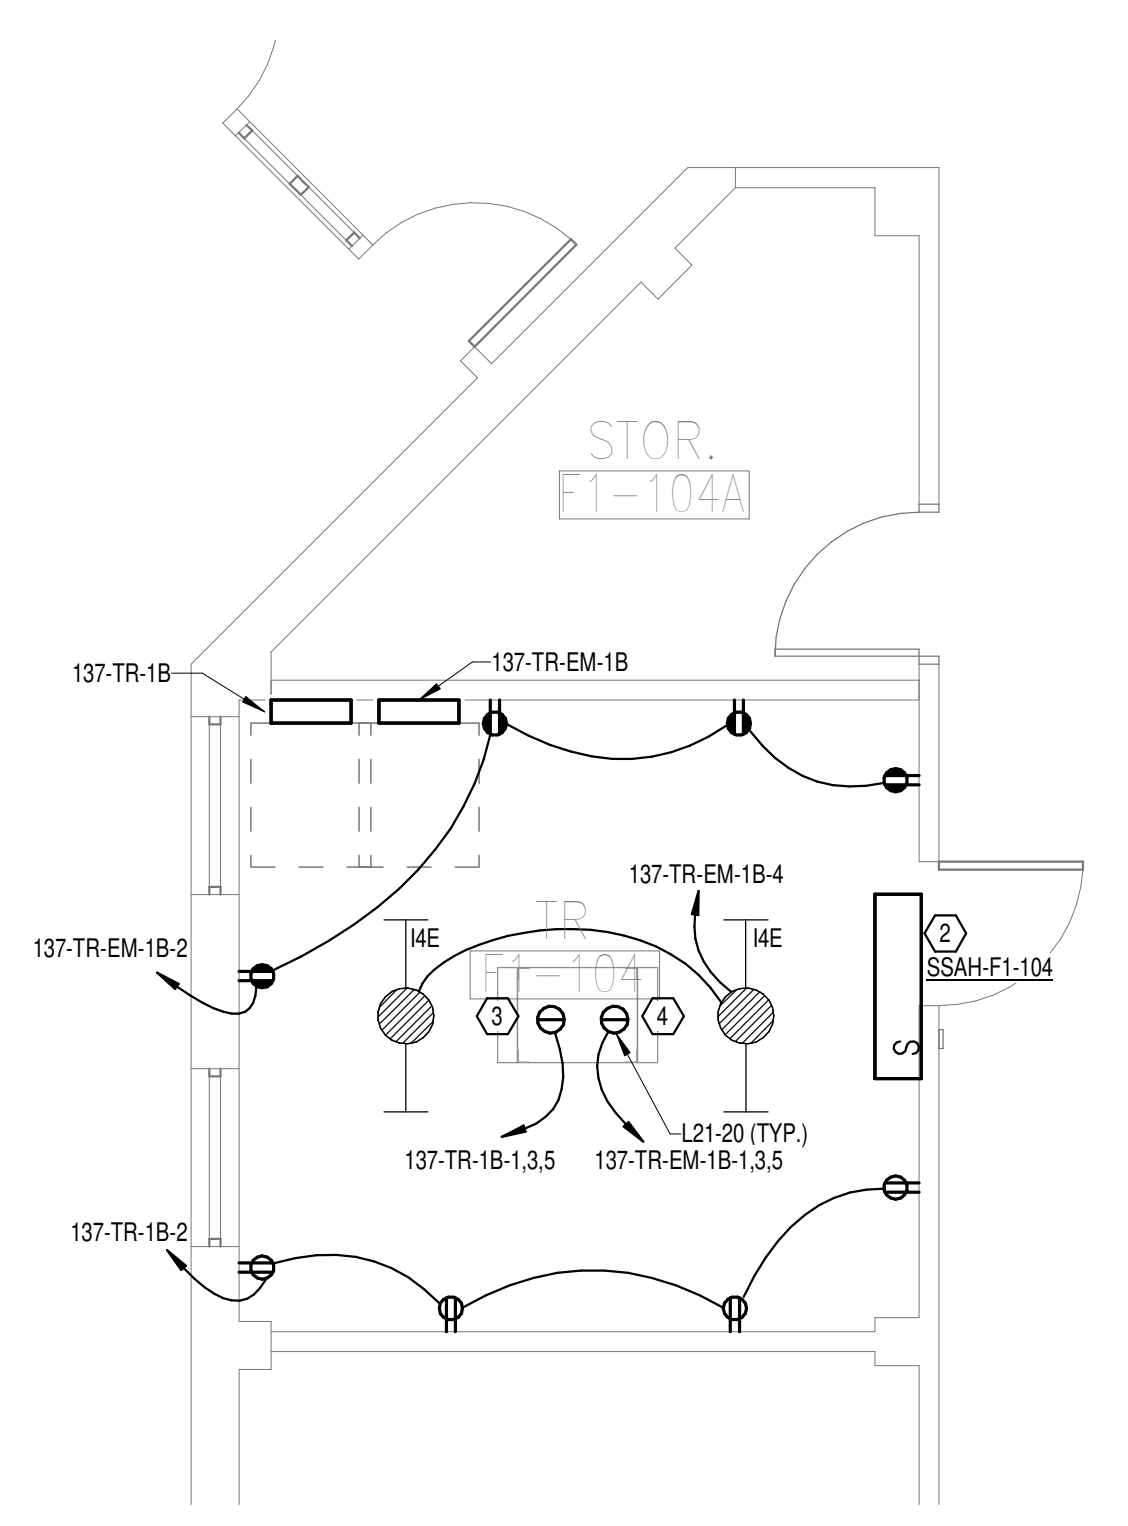 STOR.
F1-104A
137-TR-1B
137-TR-EM-1B
137-TR-EM-1B-4
TR
F1-104
I4E
I4E
137-TR-EM-1B-2
2
SSAH-F1-104
3
4
S
L21-20 (TYP.)
137-TR-1B-1,3,5
137-TR-EM-1B-1,3,5
137-TR-1B-2